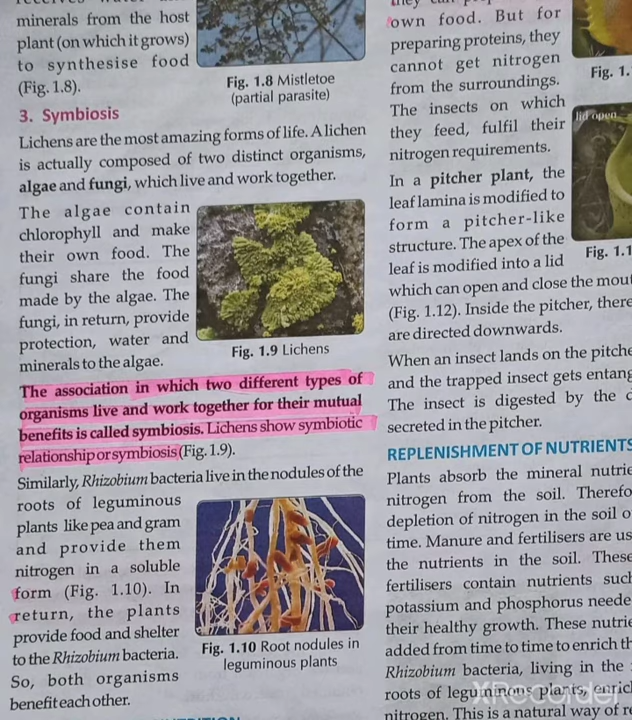 minerals from the host
plant (on which it grows)
to synthesise food
(Fig. 1.8).
Fig. 1.8 Mistletoe
(partial parasite)
3. Symbiosis
Lichens are the most amazing forms of life. A lichen
is actually composed of two distinct organisms,
algae and fungi, which live and work together.
The algae contain
chlorophyll and make
their own food. The
fungi share the food
made by the algae. The
fungi, in return, provide
protection, water and
minerals to the algae.
Fig. 1.9 Lichens
The association in which two different types of
organisms live and work together for their mutual
benefits is called symbiosis. Lichens show symbiotic
relationship or symbiosis (Fig. 1.9).
Similarly, Rhizobium bacteria live in the nodules of the
roots of leguminous
plants like pea and gram
and provide them
nitrogen in a soluble
form (Fig. 1.10). In
return, the plants
provide food and shelter
to the Rhizobium bacteria.
So, both organisms
benefit each other.
Fig. 1.10 Root nodules in
leguminous plants
own food. But for
preparing proteins, they
cannot get nitrogen
from the surroundings.
The insects on which
they feed, fulfil their
nitrogen requirements.
Fig. 1.
lid open
In a pitcher plant, the
leaf lamina is modified to
form a pitcher-like
structure. The apex of the
leaf is modified into a lid
Fig. 1.1
which can open and close the
(Fig. 1.12). Inside the pitcher, there
are directed downwards.
When an insect lands on the
and the trapped insect gets
The insect is digested by the
secreted in the pitcher.
REPLENISHMENT OF NUTRIENTS
Plants absorb the mineral
nitrogen from the soil.
depletion of nitrogen in the soil
time. Manure and fertilisers are
the nutrients in the soil. These
fertilisers contain nutrients
potassium and phosphorus
their healthy growth. These
added from time to time to enrich
Rhizobium bacteria, living in the
roots of leguminous plants,
nitrogen. This is a natural way of
XRecorder